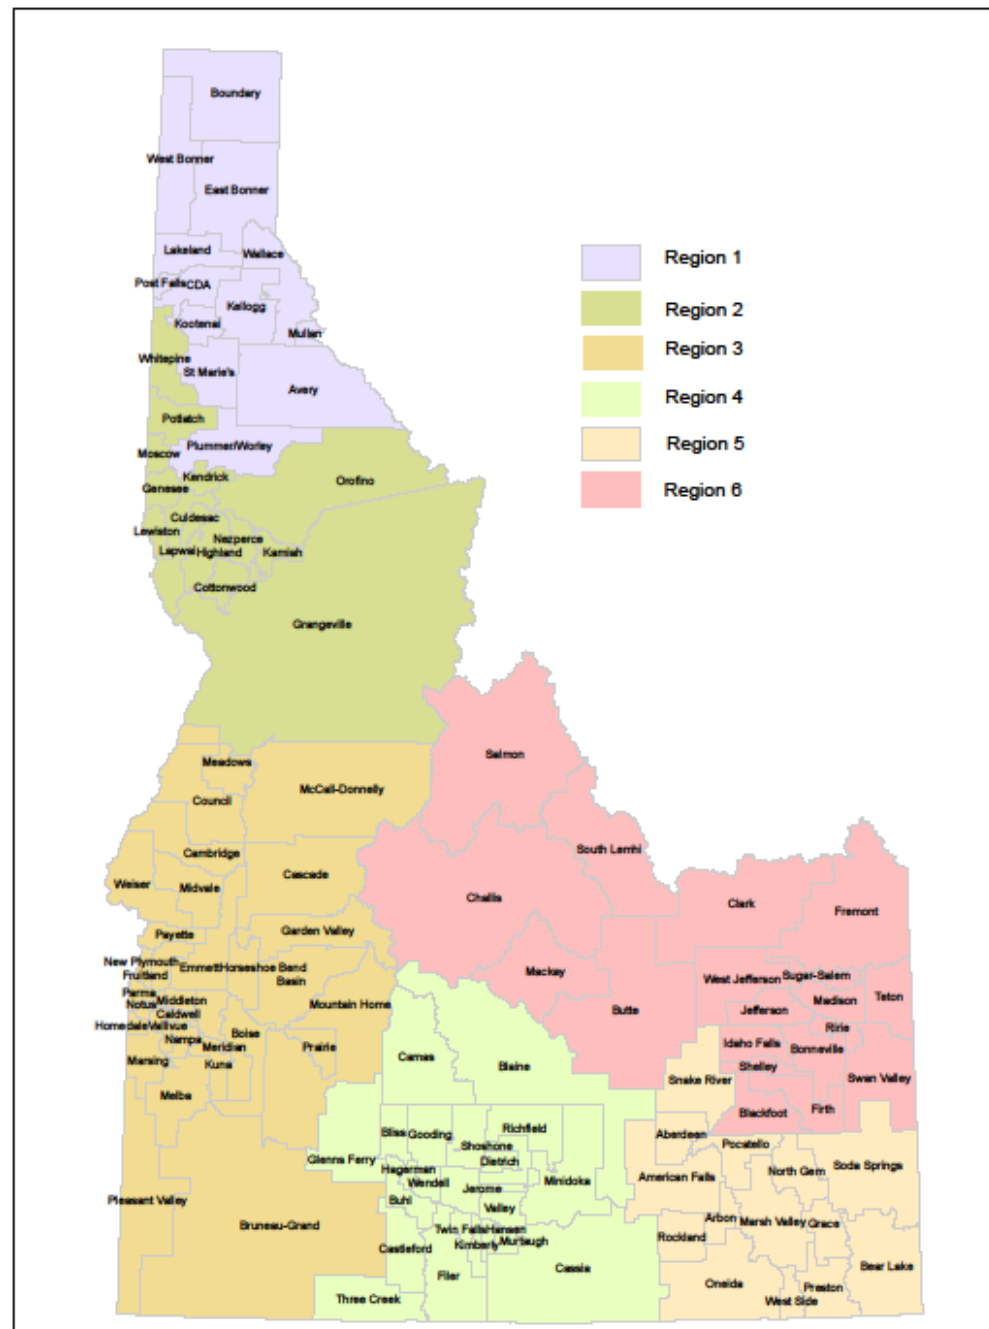 Boundary
West Bonner
East Bonner
Lakeland
Wallace
Region 1
Post Falls
CDA
Kellogg
Region 2
Kootenai
Mullan
Region 3
Whitepine
St Marie's
Avery
Region 4
Potlatch
Plummer/Worley
Region 5
Moscow
Kendrick
Orofino
Genesee
Region 6
Culdesac
Lewiston
Nezperce
Lapwai
Highland
Kamiah
Cottonwood
Grangeville
Salmon
Meadows
McCall-Donnelly
Council
Cambridge
South Lemhi
Cascade
Weiser
Midvale
Challis
Clark
Fremont
Payette
Garden Valley
New Plymouth
Fruitland
Emmett
Horseshoe Bend
Basin
Mackay
West Jefferson
Sugar-Salem
Parma
Notus
Middleton
Mountain Home
Butte
Jefferson
Madison
Teton
Caldwell
Homedale
Vallivue
Boise
Ririe
Nampa
Meridian
Prairie
Idaho Falls
Bonneville
Marsing
Kuna
Camas
Blaine
Shelley
Melba
Snake River
Swan Valley
Blackfoot
Firth
Bliss
Gooding
Richfield
Aberdeen
Shoshone
Pocatello
Glenns Ferry
Dietrich
Soda Springs
Hagerman
Wendell
Minidoka
American Falls
North Gem
Pleasant Valley
Buhl
Jerome
Valley
Arbon
Marsh Valley
Grace
Bruneau-Grand
Twin Falls
Hansen
Rockland
Castleford
Kimberly
Murtaugh
Filer
Cassia
Bear Lake
Oneida
Preston
Three Creek
West Side